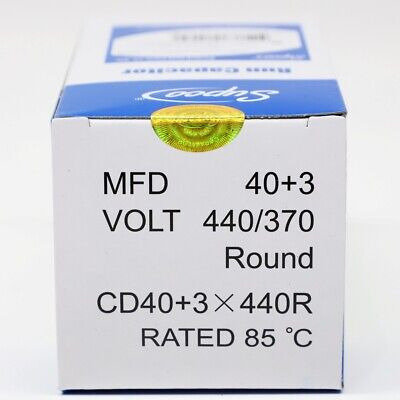 Supco®
Run Capacitor
MFD 40+3
VOLT 440/370
Round
CD40+3×440R
RATED 85 °C